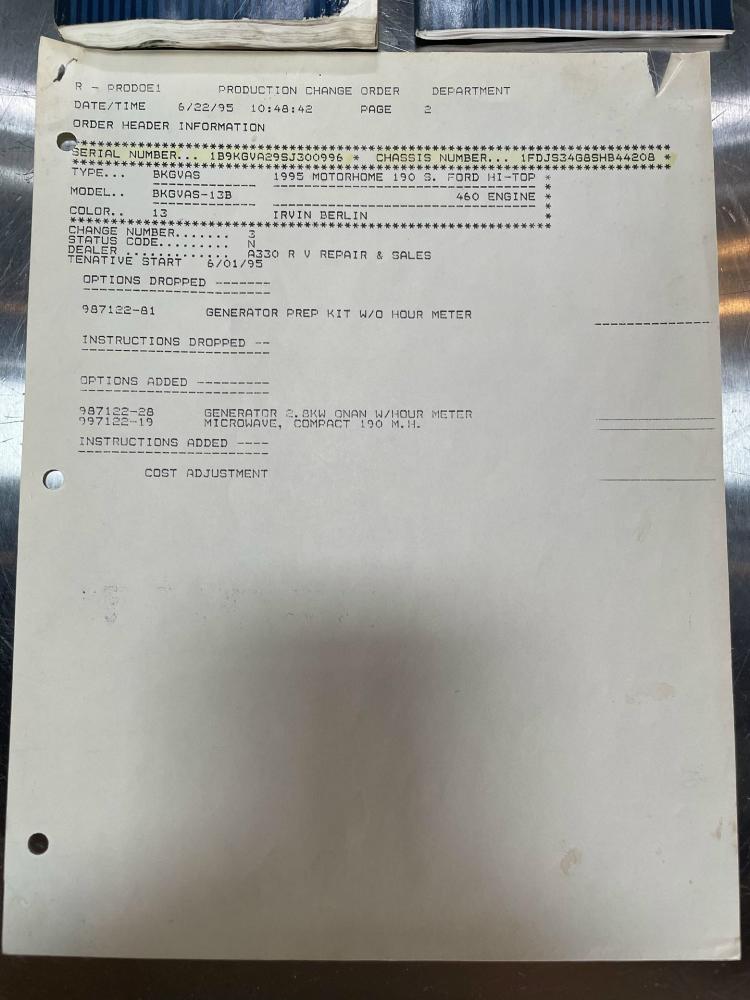 R - PRODOE1 PRODUCTION CHANGE ORDER DEPARTMENT
DATE/TIME 6/22/95 10:48:42 PAGE 2
ORDER HEADER INFORMATION
SERIAL NUMBER... 1B9KGVA29SJ300996 * CHASSIS NUMBER... 1FDJS34G8SHB44208 *
TYPE... BKGVAS 1995 MOTORHOME 190 S. FORD HI-TOP *
MODEL.. BKGVAS-13B 460 ENGINE *
COLOR.. 13 IRVIN BERLIN *
CHANGE NUMBER....... 3
STATUS CODE......... N
DEALER ............. A330 R V REPAIR & SALES
TENATIVE START 6/01/95
OPTIONS DROPPED -------
987122-81 GENERATOR PREP KIT W/O HOUR METER
INSTRUCTIONS DROPPED --
OPTIONS ADDED ---------
987122-28 GENERATOR 2.8KW ONAN W/HOUR METER
997122-19 MICROWAVE, COMPACT 190 M.H.
INSTRUCTIONS ADDED ----
COST ADJUSTMENT